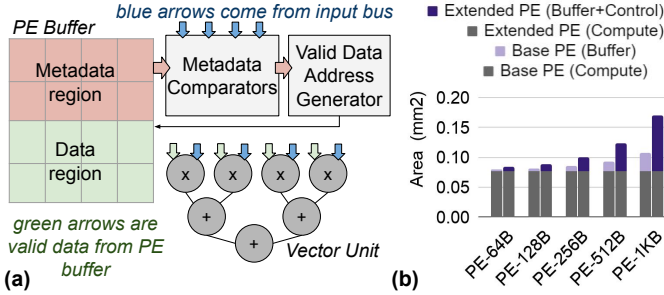 PE Buffer
blue arrows come from input bus
Metadata
region
Data
region
Metadata
Comparators
Valid Data
Address
Generator
x x x x
+ +
+
Vector Unit
green arrows are
valid data from PE
buffer
(a)
Extended PE (Buffer+Control)
Extended PE (Compute)
Base PE (Buffer)
Base PE (Compute)
Area (mm2)
0.20
0.15
0.10
0.05
0.00
PE-64B
PE-128B
PE-256B
PE-512B
PE-1KB
(b)